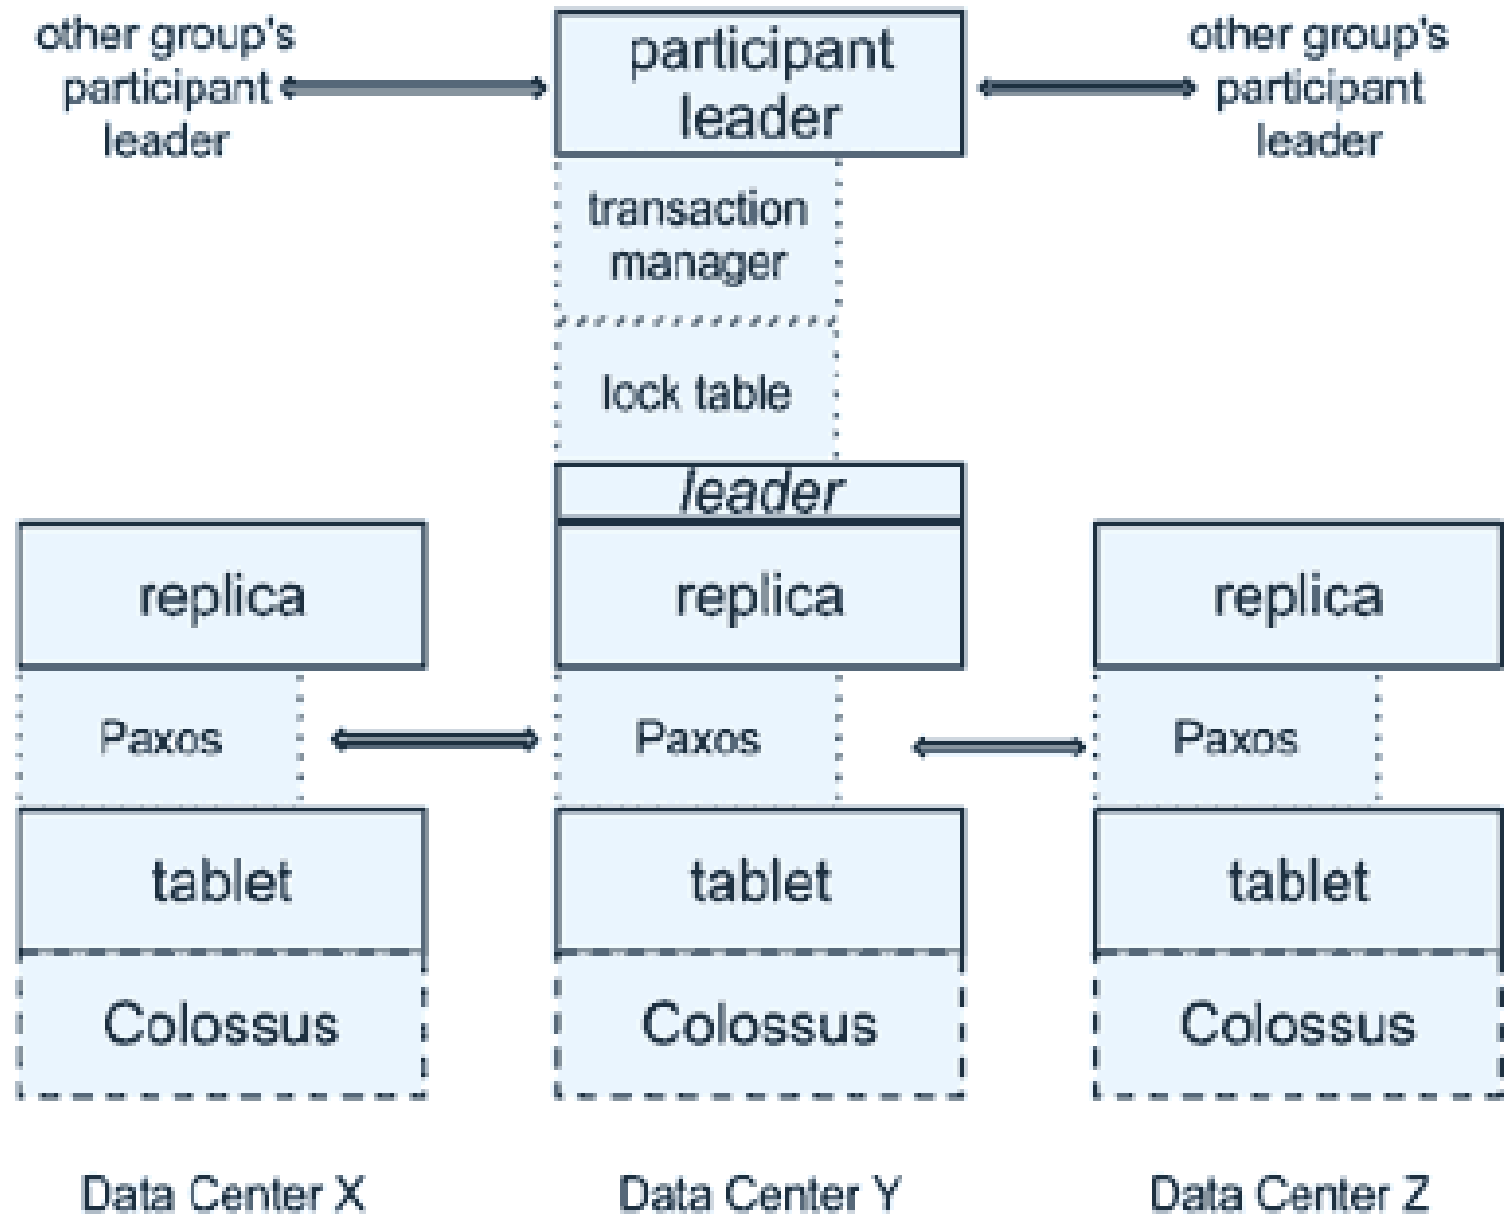 other group's
participant
leader
participant
leader
other group's
participant
leader
transaction
manager
lock table
leader
replica
replica
replica
Paxos
Paxos
Paxos
tablet
tablet
tablet
Colossus
Colossus
Colossus
Data Center X
Data Center Y
Data Center Z